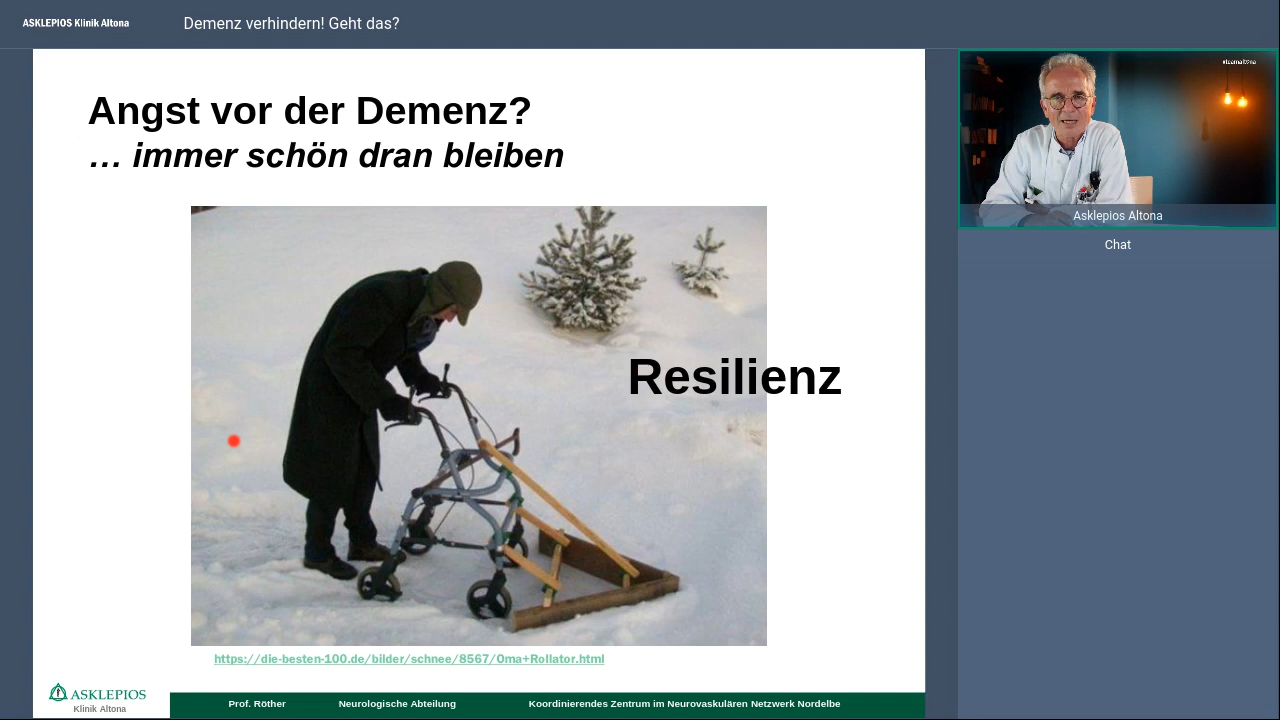 ASKLEPIOS Klinik Altona
Demenz verhindern! Geht das?
Angst vor der Demenz?
… immer schön dran bleiben
Resilienz
https://die-besten-100.de/bilder/schnee/8567/Oma+Rollator.html
ASKLEPIOS
Klinik Altona
Prof. Röther Neurologische Abteilung Koordinierendes Zentrum im Neurovaskulären Netzwerk Nordelbe
#teamaltona
Asklepios Altona
Chat